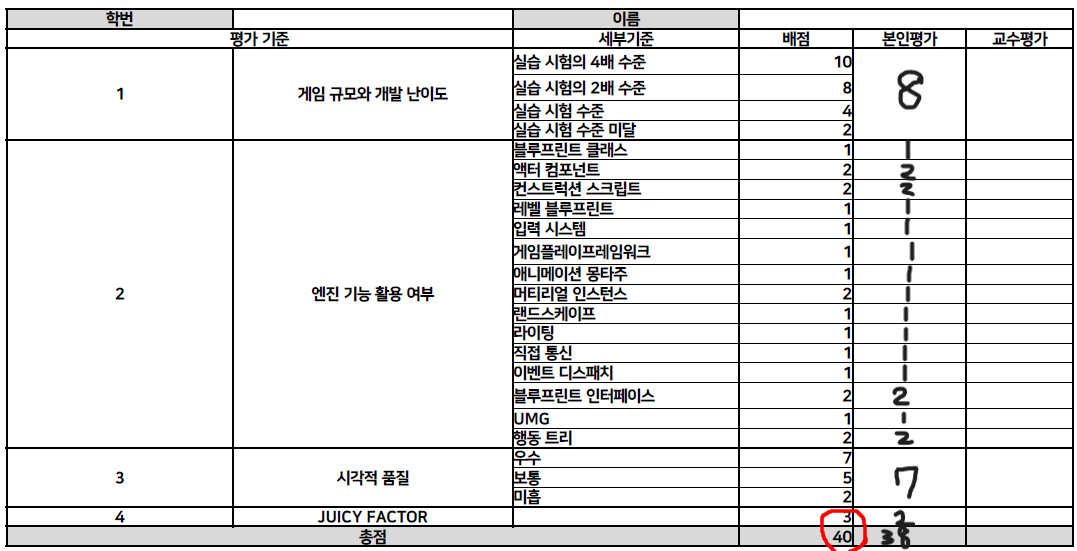 학번 이름
평가 기준 세부기준 배점 본인평가 교수평가
1 게임 규모와 개발 난이도 실습 시험의 4배 수준 10 8
실습 시험의 2배 수준 8
실습 시험 수준 4
실습 시험 수준 미달 2
2 엔진 기능 활용 여부 블루프린트 클래스 1 1
액터 컴포넌트 2 2
컨스트럭션 스크립트 2 2
레벨 블루프린트 1 1
입력 시스템 1 1
게임플레이프레임워크 1 1
애니메이션 몽타주 1 1
머티리얼 인스턴스 2 1
랜드스케이프 1 1
라이팅 1 1
직접 통신 1 1
이벤트 디스패치 1 1
블루프린트 인터페이스 2 2
UMG 1 1
행동 트리 2 2
3 시각적 품질 우수 7 7
보통 5
미흡 2
4 JUICY FACTOR 3 2
총점 40 38